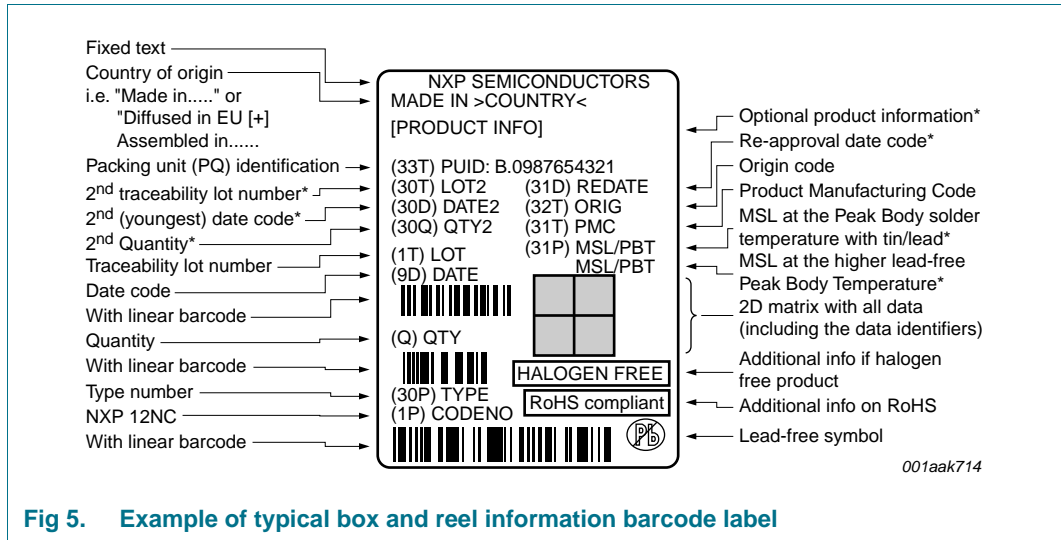 Fixed text
Country of origin
i.e. "Made in....." or
"Diffused in EU [+]
Assembled in......
Packing unit (PQ) identification
2nd traceability lot number*
2nd (youngest) date code*
2nd Quantity*
Traceability lot number
Date code
With linear barcode
Quantity
With linear barcode
Type number
NXP 12NC
With linear barcode
NXP SEMICONDUCTORS
MADE IN >COUNTRY<
[PRODUCT INFO]
(33T) PUID: B.0987654321
(30T) LOT2 (31D) REDATE
(30D) DATE2 (32T) ORIG
(30Q) QTY2 (31T) PMC
(31P) MSL/PBT
(1T) LOT
MSL/PBT
(9D) DATE
(Q) QTY
HALOGEN FREE
(30P) TYPE
RoHS compliant
(1P) CODENO
Pb
Optional product information*
Re-approval date code*
Origin code
Product Manufacturing Code
MSL at the Peak Body solder
temperature with tin/lead*
MSL at the higher lead-free
Peak Body Temperature*
2D matrix with all data
(including the data identifiers)
Additional info if halogen
free product
Additional info on RoHS
Lead-free symbol
001aak714
Fig 5. Example of typical box and reel information barcode label